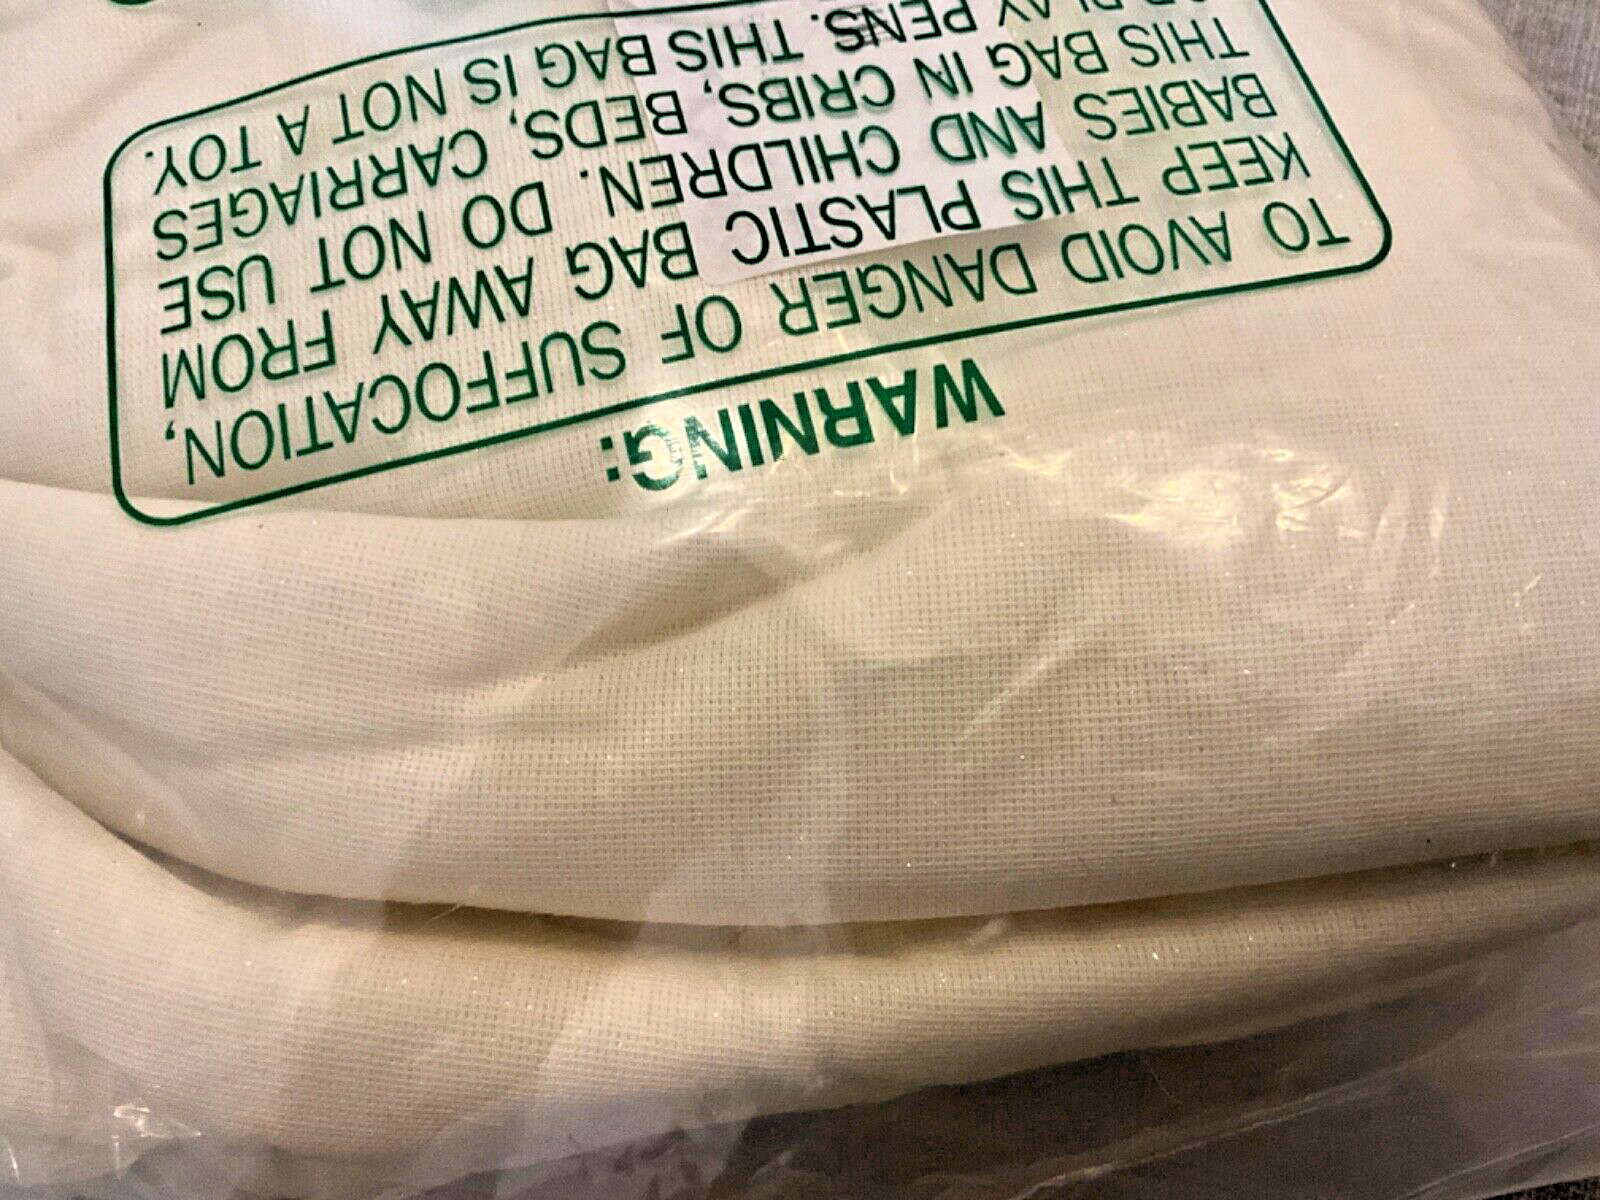 WARNING:
TO AVOID DANGER OF SUFFOCATION,
KEEP THIS PLASTIC BAG AWAY FROM
BABIES AND CHILDREN. DO NOT USE
THIS BAG IN CRIBS, BEDS, CARRIAGES
OR PLAY PENS. THIS BAG IS NOT A TOY.